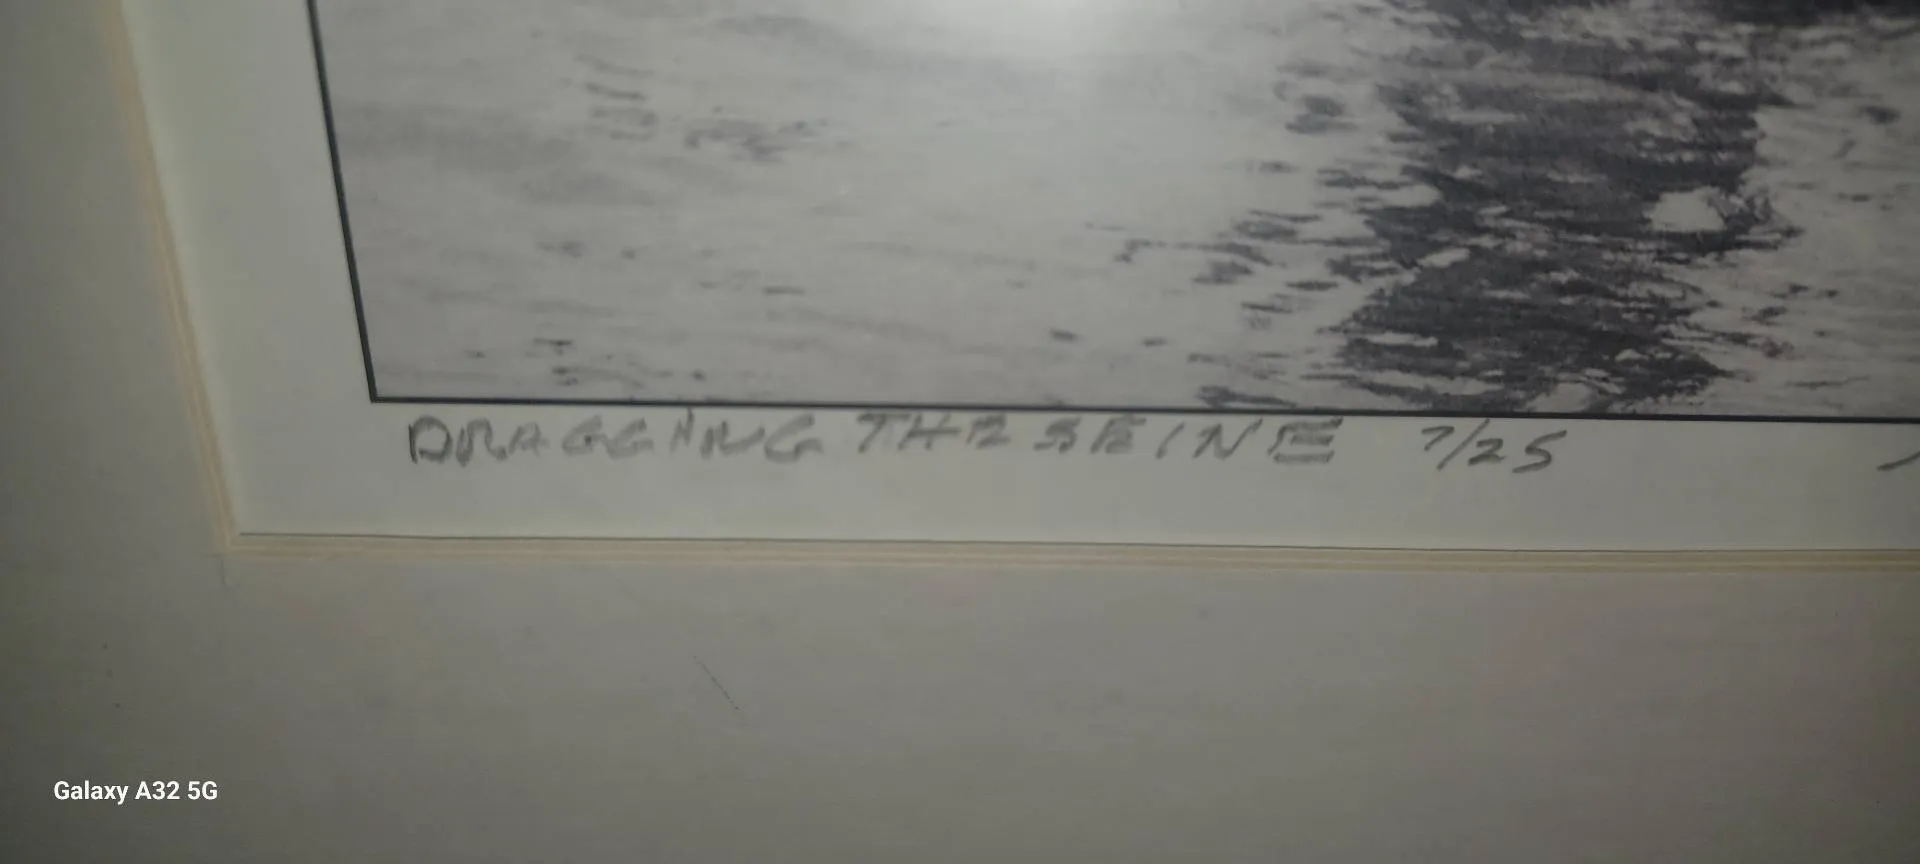 DRAGGING THE SEINE 7/25
Galaxy A32 5G